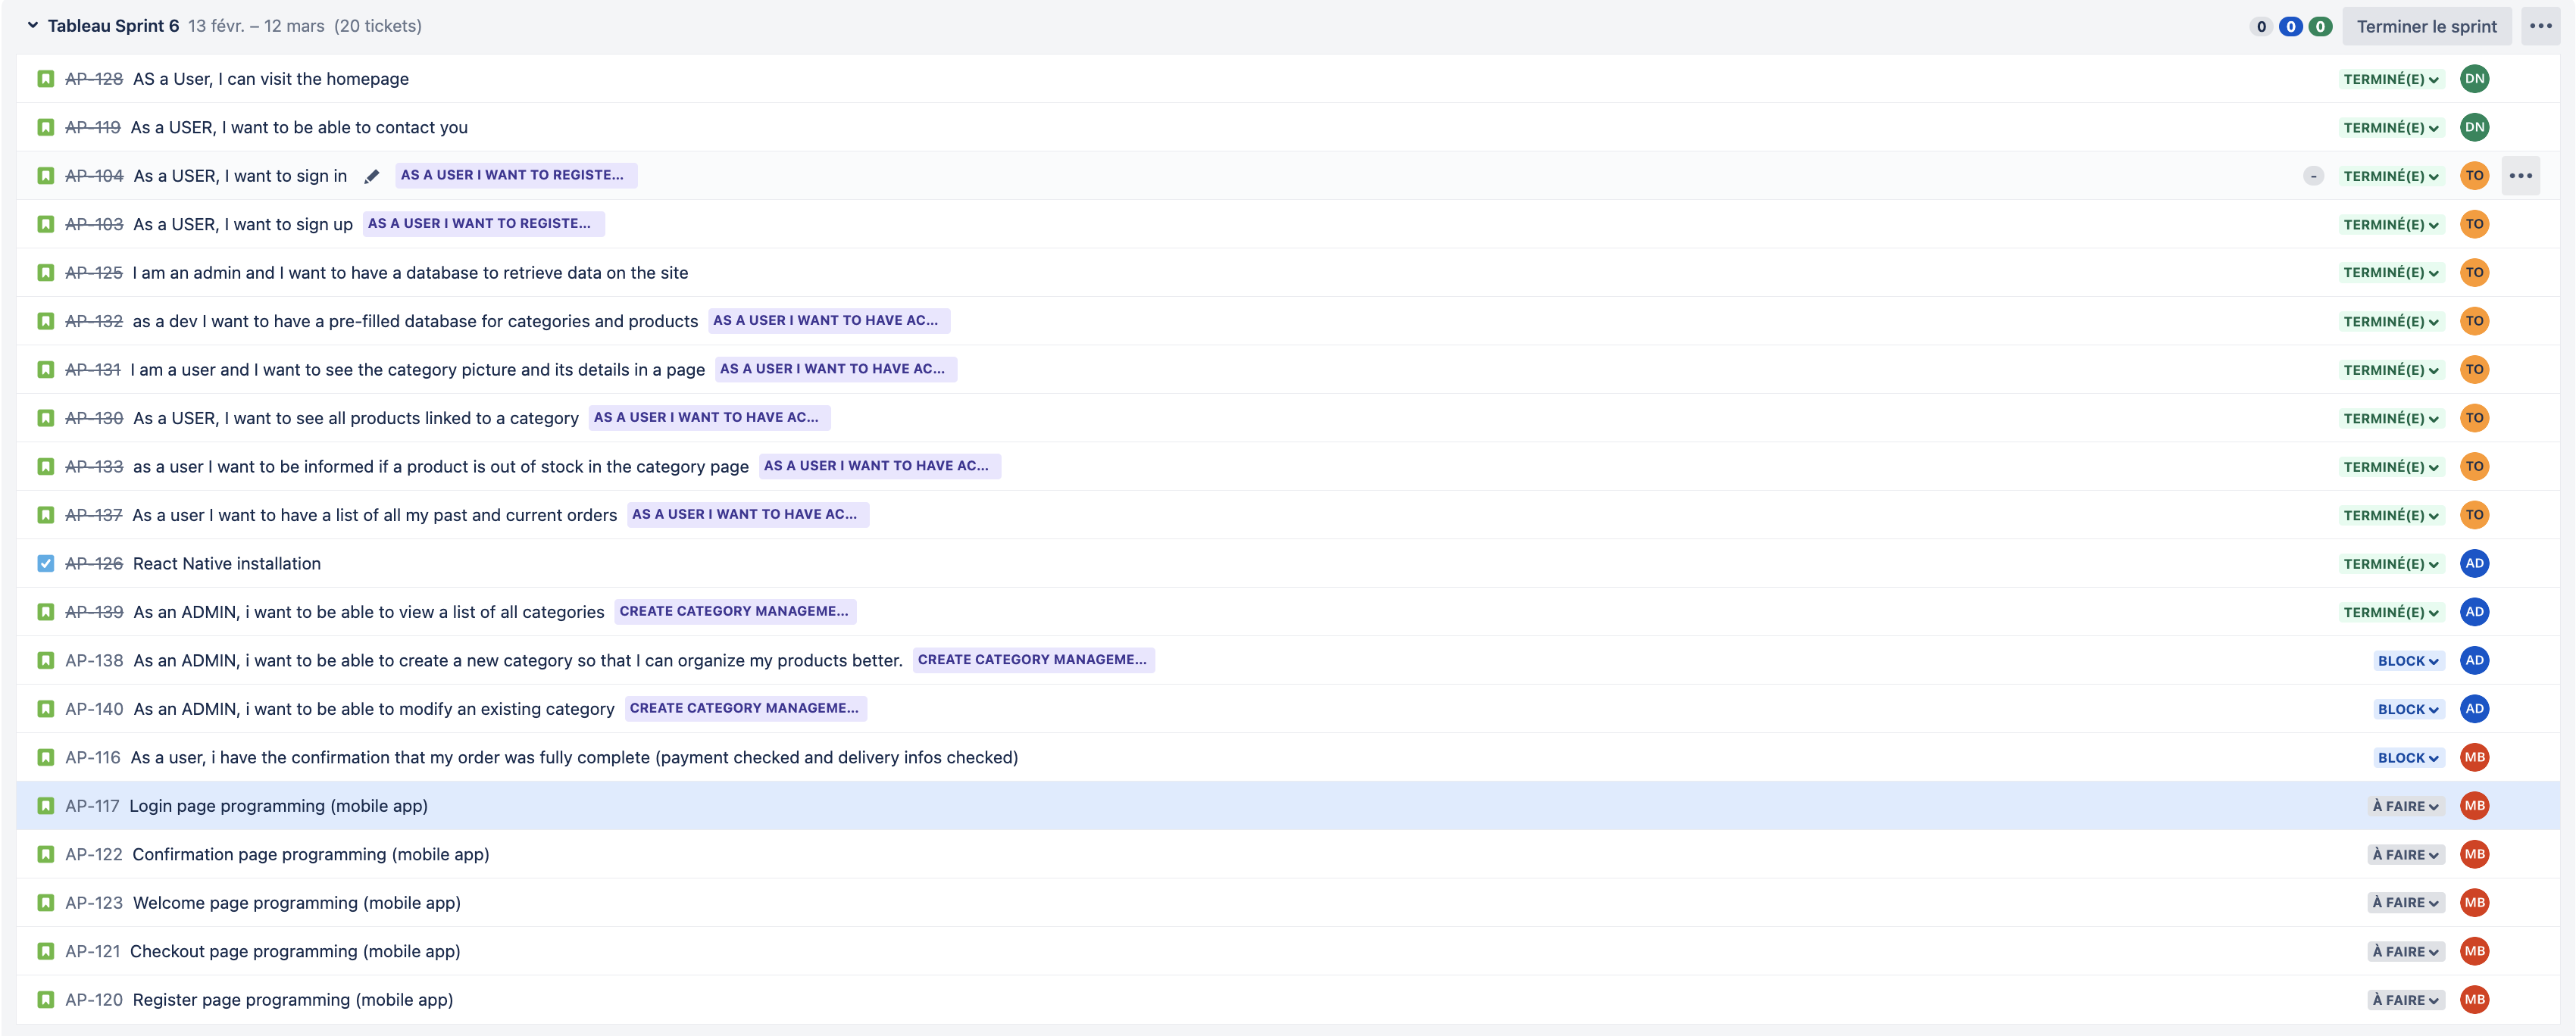 Tableau Sprint 6 13 févr. – 12 mars (20 tickets) 0 0 0 Terminer le sprint
AP-128 AS a User, I can visit the homepage TERMINÉ(E) DN
AP-119 As a USER, I want to be able to contact you TERMINÉ(E) DN
AP-104 As a USER, I want to sign in AS A USER I WANT TO REGISTE... - TERMINÉ(E) TO
AP-103 As a USER, I want to sign up AS A USER I WANT TO REGISTE... TERMINÉ(E) TO
AP-125 I am an admin and I want to have a database to retrieve data on the site TERMINÉ(E) TO
AP-132 as a dev I want to have a pre-filled database for categories and products AS A USER I WANT TO HAVE AC... TERMINÉ(E) TO
AP-131 I am a user and I want to see the category picture and its details in a page AS A USER I WANT TO HAVE AC... TERMINÉ(E) TO
AP-130 As a USER, I want to see all products linked to a category AS A USER I WANT TO HAVE AC... TERMINÉ(E) TO
AP-133 as a user I want to be informed if a product is out of stock in the category page AS A USER I WANT TO HAVE AC... TERMINÉ(E) TO
AP-137 As a user I want to have a list of all my past and current orders AS A USER I WANT TO HAVE AC... TERMINÉ(E) TO
AP-126 React Native installation TERMINÉ(E) AD
AP-139 As an ADMIN, i want to be able to view a list of all categories CREATE CATEGORY MANAGEME... TERMINÉ(E) AD
AP-138 As an ADMIN, i want to be able to create a new category so that I can organize my products better. CREATE CATEGORY MANAGEME... BLOCK AD
AP-140 As an ADMIN, i want to be able to modify an existing category CREATE CATEGORY MANAGEME... BLOCK AD
AP-116 As a user, i have the confirmation that my order was fully complete (payment checked and delivery infos checked) BLOCK MB
AP-117 Login page programming (mobile app) À FAIRE MB
AP-122 Confirmation page programming (mobile app) À FAIRE MB
AP-123 Welcome page programming (mobile app) À FAIRE MB
AP-121 Checkout page programming (mobile app) À FAIRE MB
AP-120 Register page programming (mobile app) À FAIRE MB